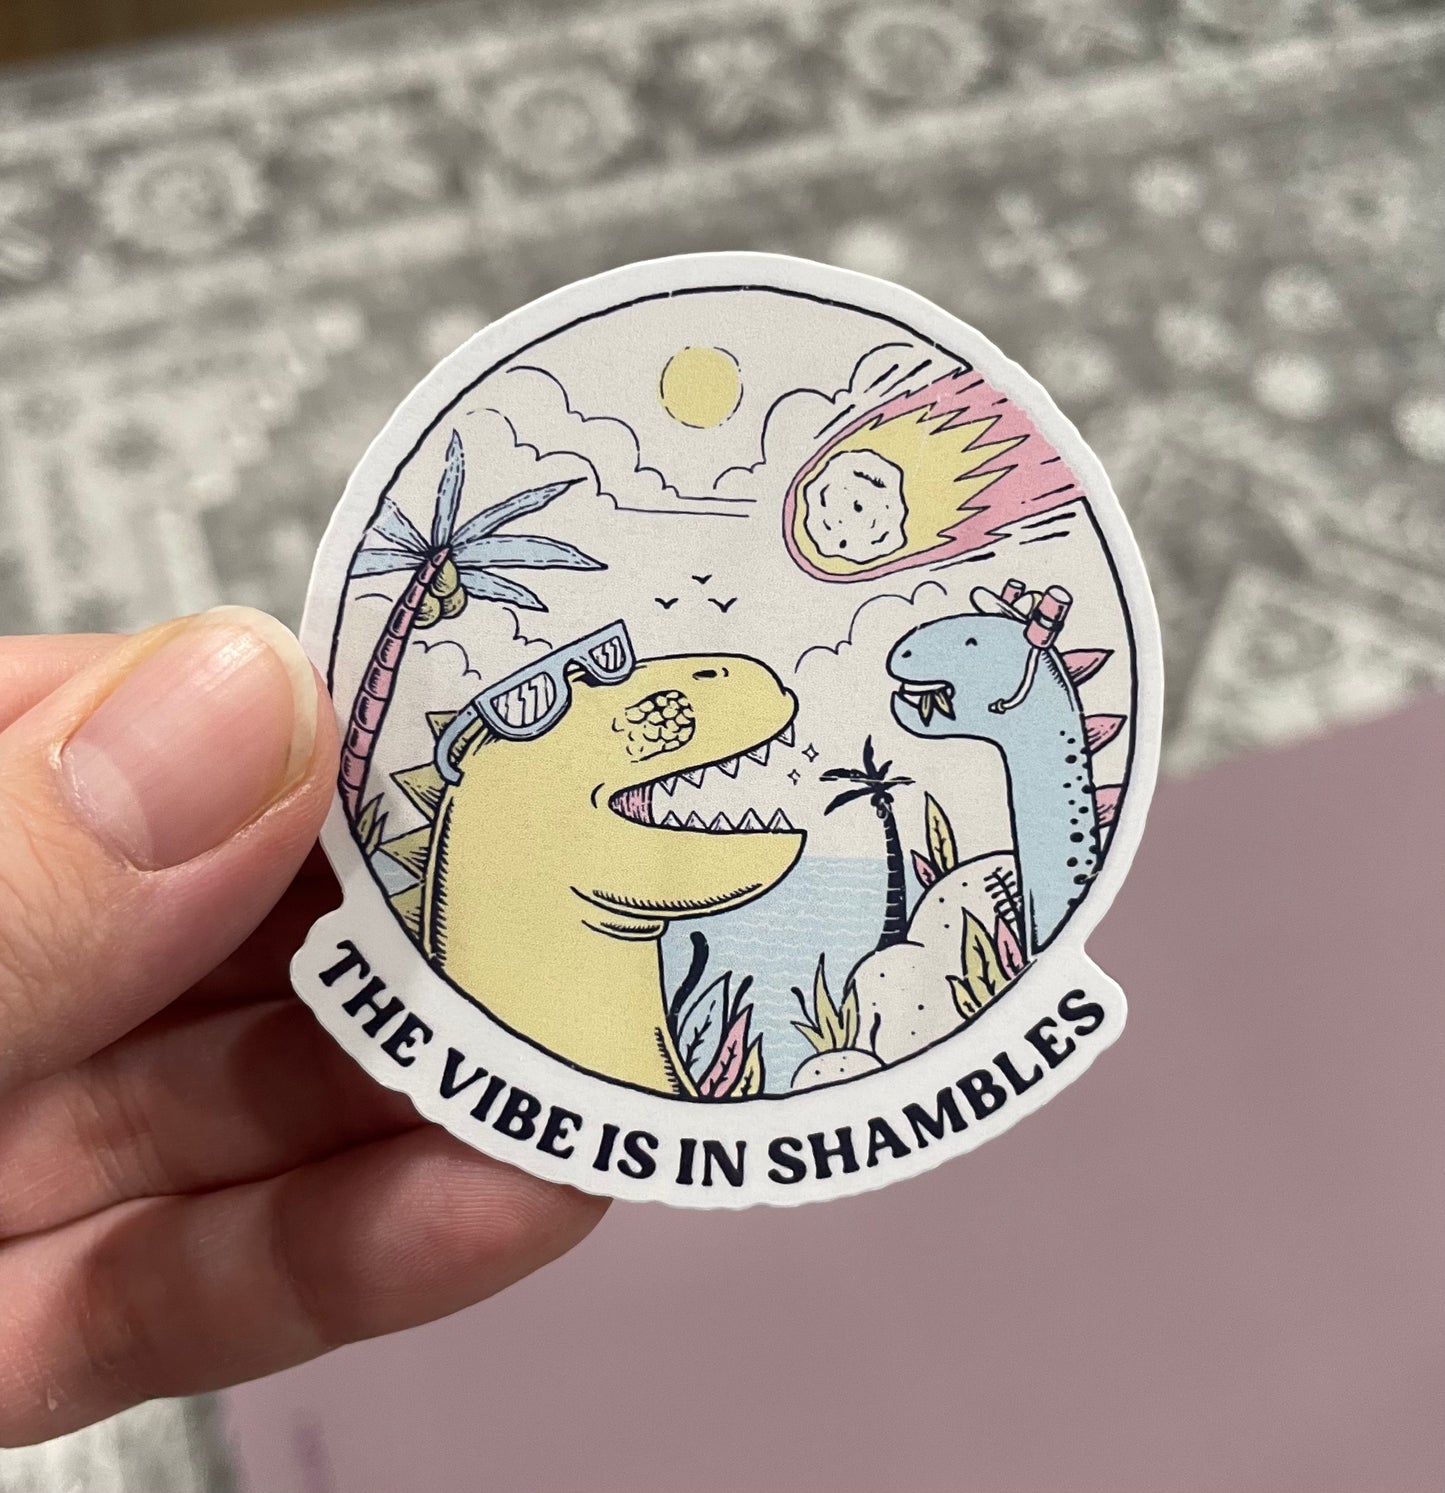 THE VIBE IS IN SHAMBLES